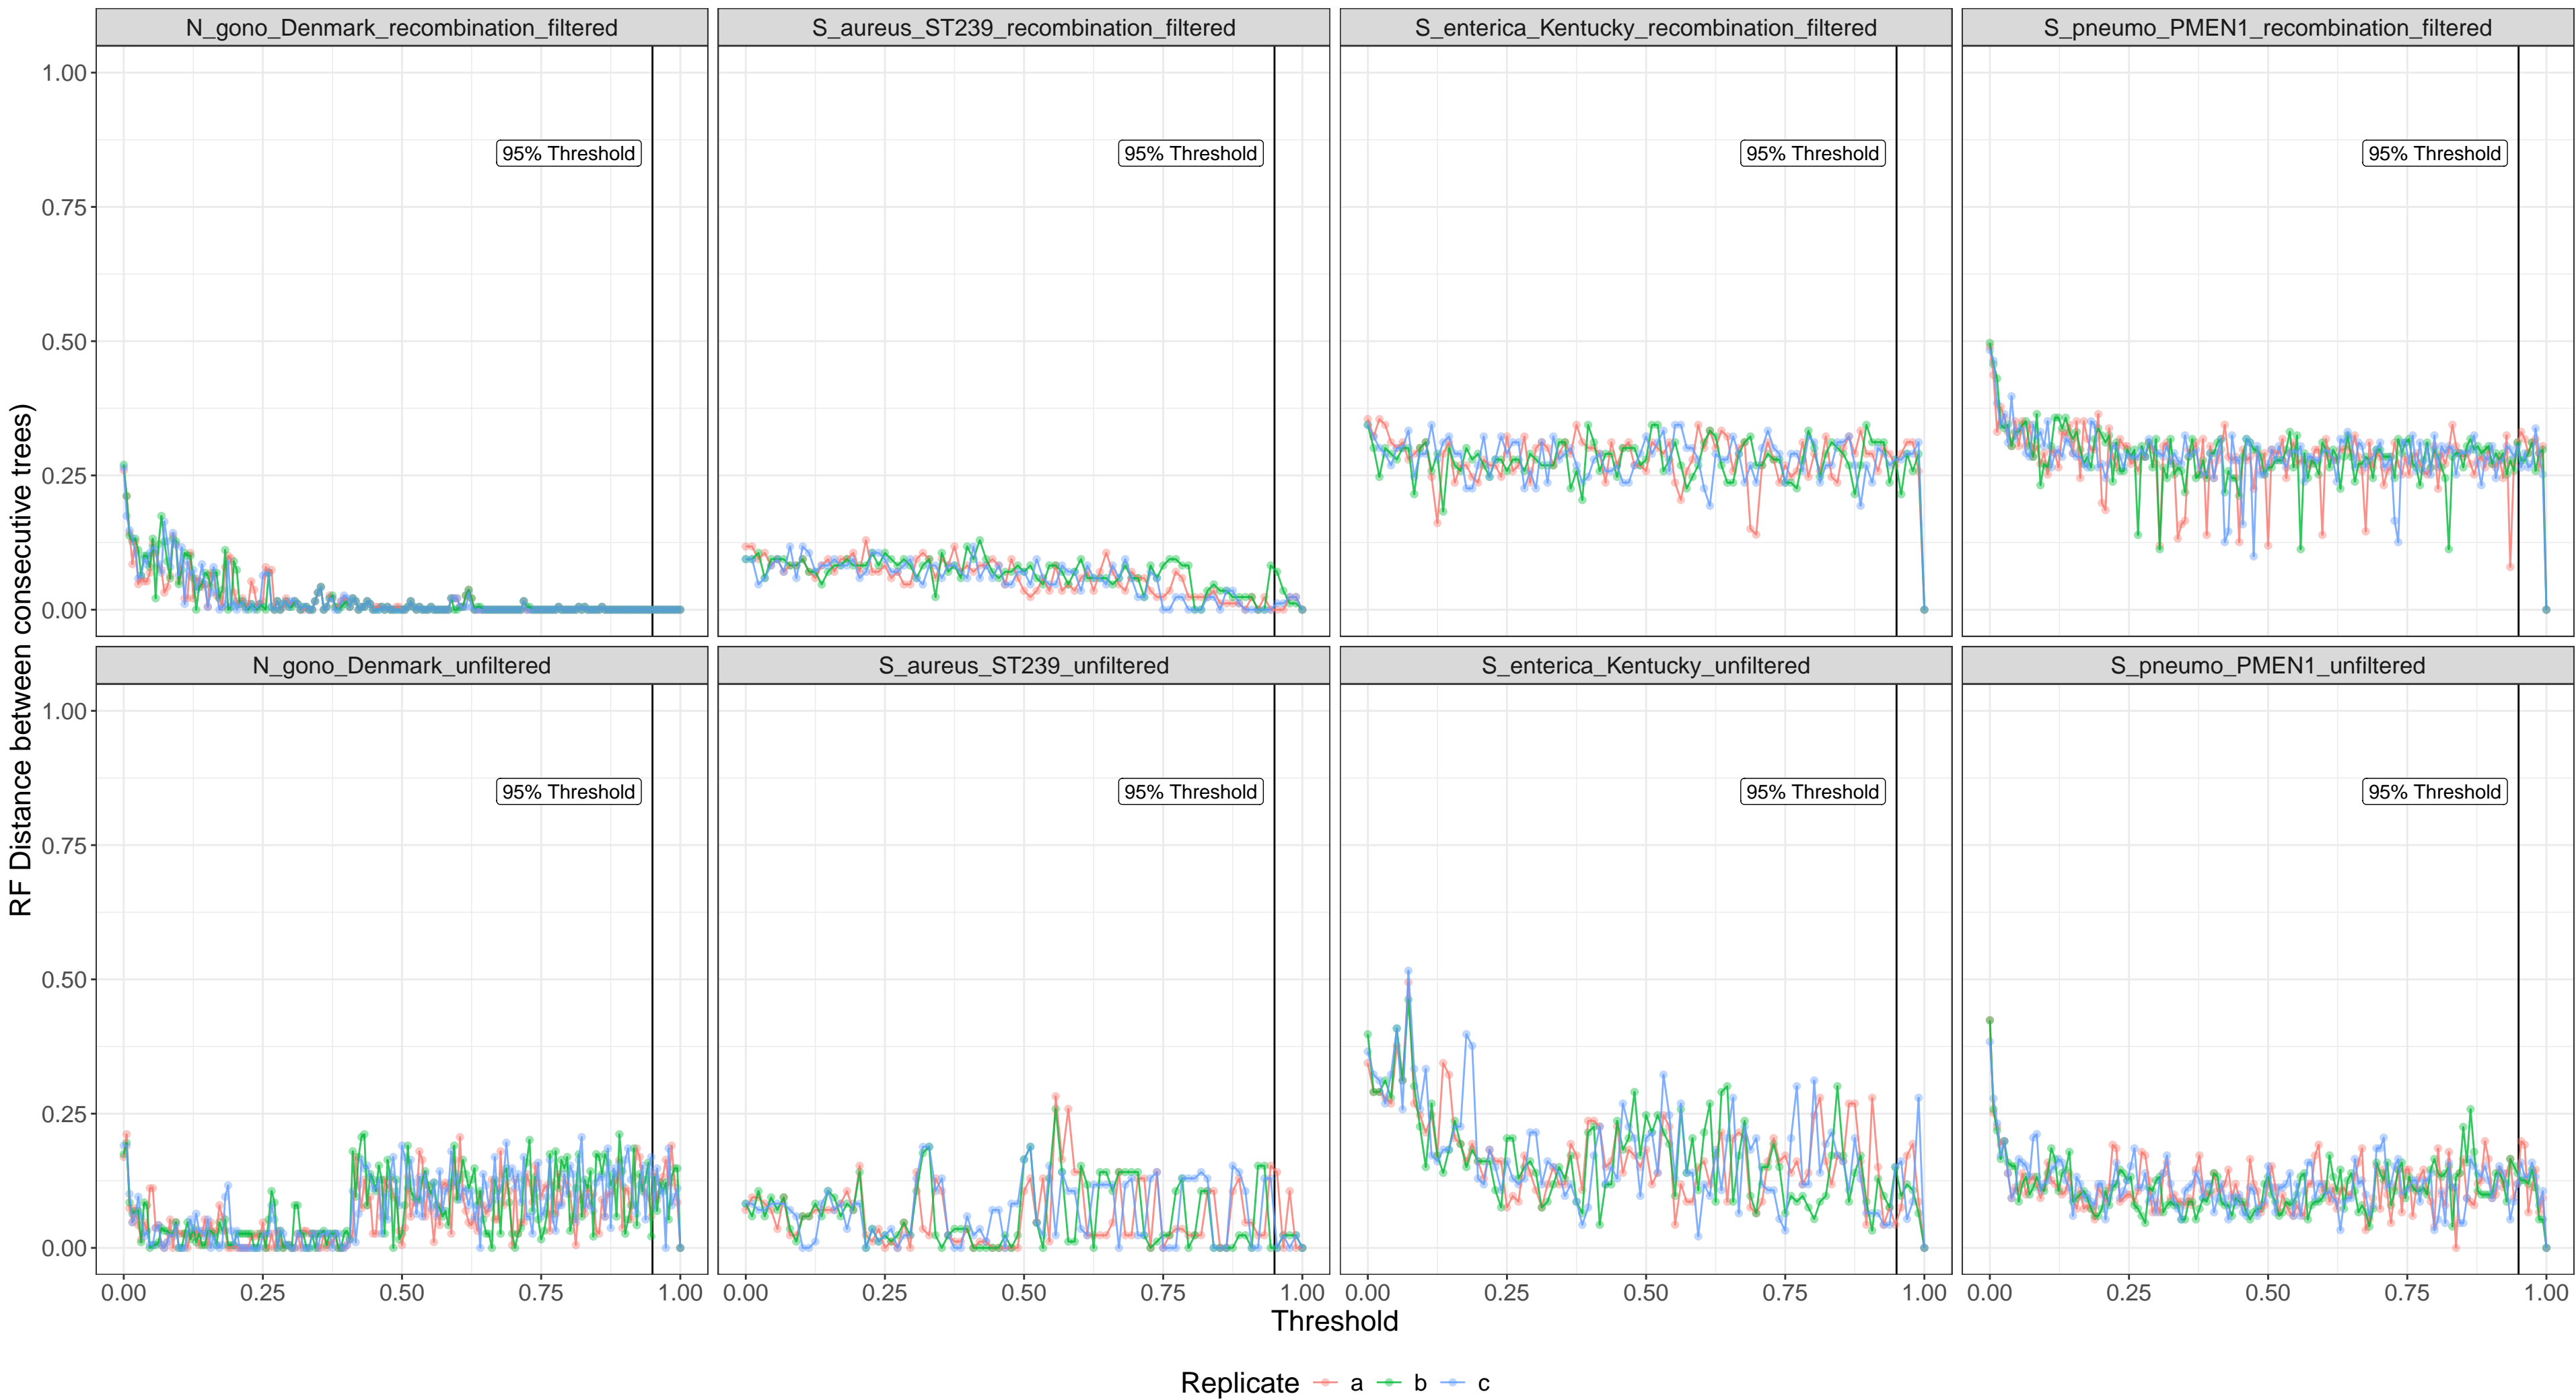 N_gono_Denmark_recombination_filtered
S_aureus_ST239_recombination_filtered
S_enterica_Kentucky_recombination_filtered
S_pneumo_PMEN1_recombination_filtered
1.00
0.75
0.50
0.25
0.00
95% Threshold
95% Threshold
95% Threshold
95% Threshold
N_gono_Denmark_unfiltered
S_aureus_ST239_unfiltered
S_enterica_Kentucky_unfiltered
S_pneumo_PMEN1_unfiltered
1.00
0.75
0.50
0.25
0.00
95% Threshold
95% Threshold
95% Threshold
95% Threshold
RF Distance between consecutive trees)
0.00 0.25 0.50 0.75 1.00
0.00 0.25 0.50 0.75 1.00
0.00 0.25 0.50 0.75 1.00
0.00 0.25 0.50 0.75 1.00
Threshold
Replicate a b c